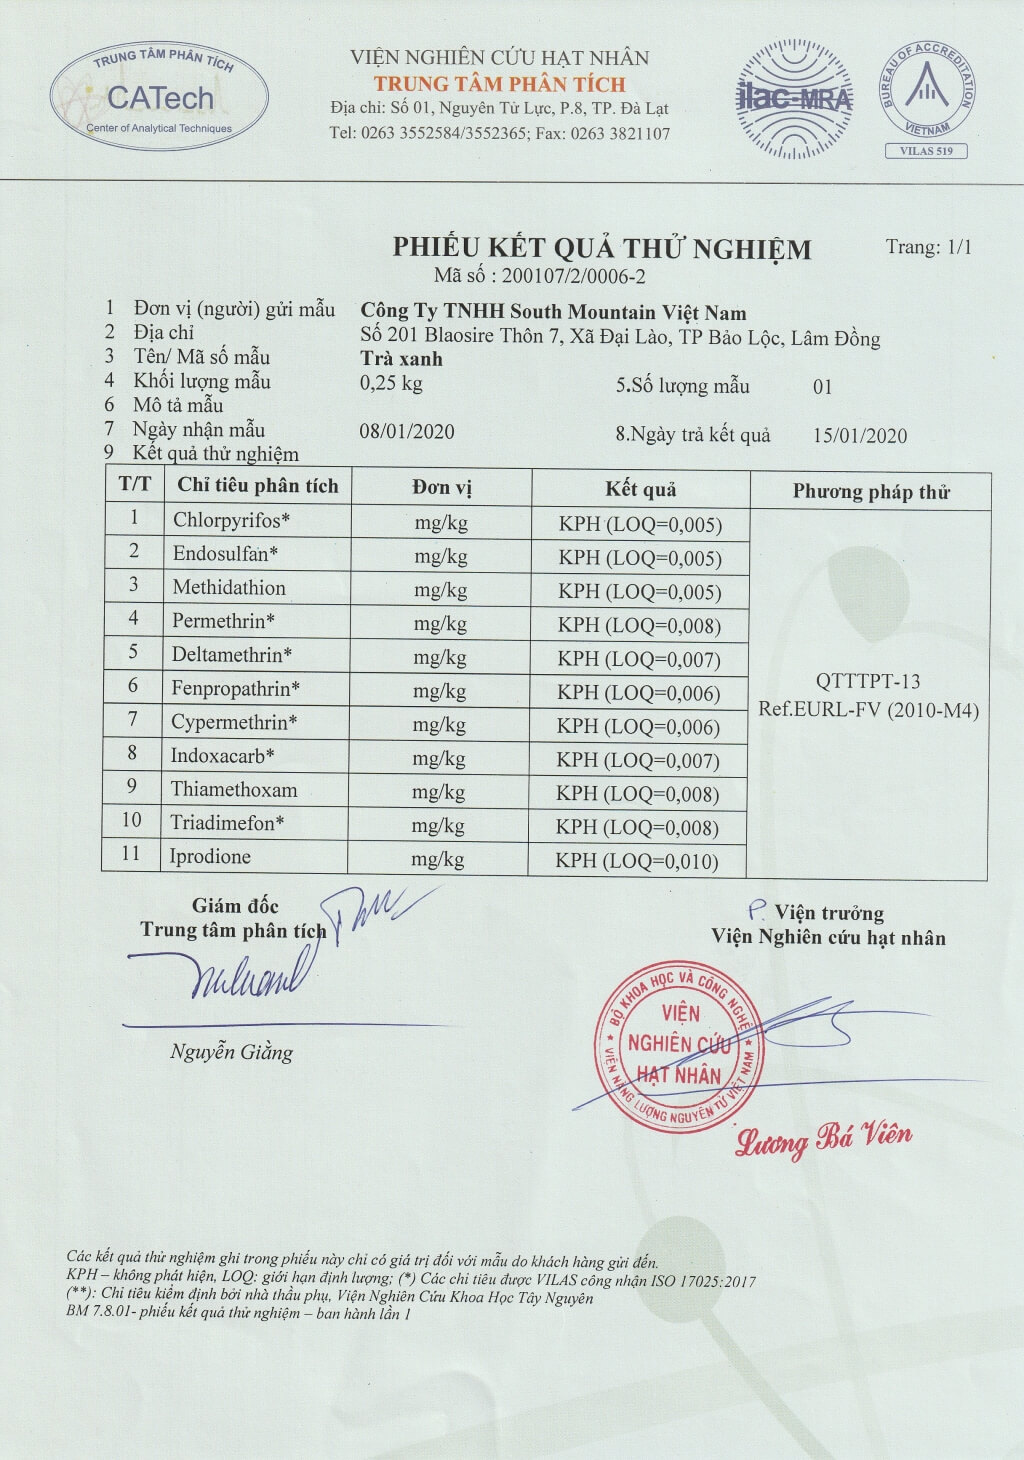 TRUNG TÂM PHÂN TÍCH
CATech
Center of Analytical Techniques
VIỆN NGHIÊN CỨU HẠT NHÂN
TRUNG TÂM PHÂN TÍCH
Địa chỉ: Số 01, Nguyên Tử Lực, P.8, TP. Đà Lạt
Tel: 0263 3552584/3552365; Fax: 0263 3821107
ilac-MRA
BUREAU OF ACCREDITATION
VIETNAM
VILAS 519
PHIẾU KẾT QUẢ THỬ NGHIỆM
Trang: 1/1
Mã số : 200107/2/0006-2
1 Đơn vị (người) gửi mẫu Công Ty TNHH South Mountain Việt Nam
2 Địa chỉ Số 201 Blaosire Thôn 7, Xã Đại Lào, TP Bảo Lộc, Lâm Đồng
3 Tên/ Mã số mẫu Trà xanh
4 Khối lượng mẫu 0,25 kg 5.Số lượng mẫu 01
6 Mô tả mẫu
7 Ngày nhận mẫu 08/01/2020 8.Ngày trả kết quả 15/01/2020
9 Kết quả thử nghiệm
T/T Chỉ tiêu phân tích Đơn vị Kết quả Phương pháp thử
1 Chlorpyrifos* mg/kg KPH (LOQ=0,005)
2 Endosulfan* mg/kg KPH (LOQ=0,005)
3 Methidathion mg/kg KPH (LOQ=0,005)
4 Permethrin* mg/kg KPH (LOQ=0,008)
5 Deltamethrin* mg/kg KPH (LOQ=0,007)
6 Fenpropathrin* mg/kg KPH (LOQ=0,006)
7 Cypermethrin* mg/kg KPH (LOQ=0,006)
8 Indoxacarb* mg/kg KPH (LOQ=0,007)
9 Thiamethoxam mg/kg KPH (LOQ=0,008)
10 Triadimefon* mg/kg KPH (LOQ=0,008)
11 Iprodione mg/kg KPH (LOQ=0,010)
QTTTPT-13
Ref.EURL-FV (2010-M4)
Giám đốc
Trung tâm phân tích
Nguyễn Giằng
P. Viện trưởng
Viện Nghiên cứu hạt nhân
BỘ KHOA HỌC VÀ CÔNG NGHỆ
VIỆN
NGHIÊN CỨU
HẠT NHÂN
VIỆN NĂNG LƯỢNG NGUYÊN TỬ VIỆT NAM
Lương Bá Viên
Các kết quả thử nghiệm ghi trong phiếu này chỉ có giá trị đối với mẫu do khách hàng gửi đến.
KPH – không phát hiện, LOQ: giới hạn định lượng; (*) Các chỉ tiêu được VILAS công nhận ISO 17025:2017
(**): Chỉ tiêu kiểm định bởi nhà thầu phụ, Viện Nghiên Cứu Khoa Học Tây Nguyên
BM 7.8.01- phiếu kết quả thử nghiệm – ban hành lần 1